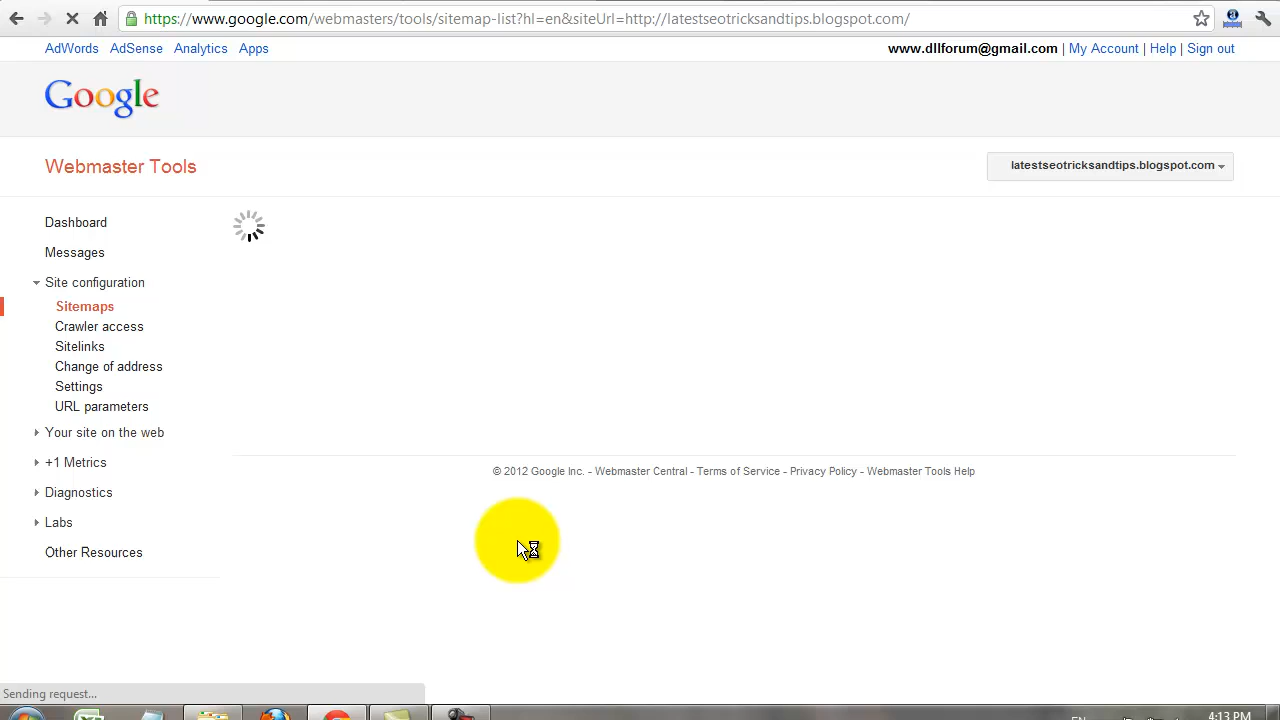 https://www.google.com/webmasters/tools/sitemap-list?hl=en&siteUrl=http://latestseotricksandtips.blogspot.com/
AdWords AdSense Analytics Apps
www.dllforum@gmail.com | My Account | Help | Sign out
Google
Webmaster Tools
latestseotricksandtips.blogspot.com
Dashboard
Messages
Site configuration
Sitemaps
Crawler access
Sitelinks
Change of address
Settings
URL parameters
Your site on the web
+1 Metrics
Diagnostics
Labs
Other Resources
© 2012 Google Inc. - Webmaster Central - Terms of Service - Privacy Policy - Webmaster Tools Help
Sending request...
EN
4:13 PM